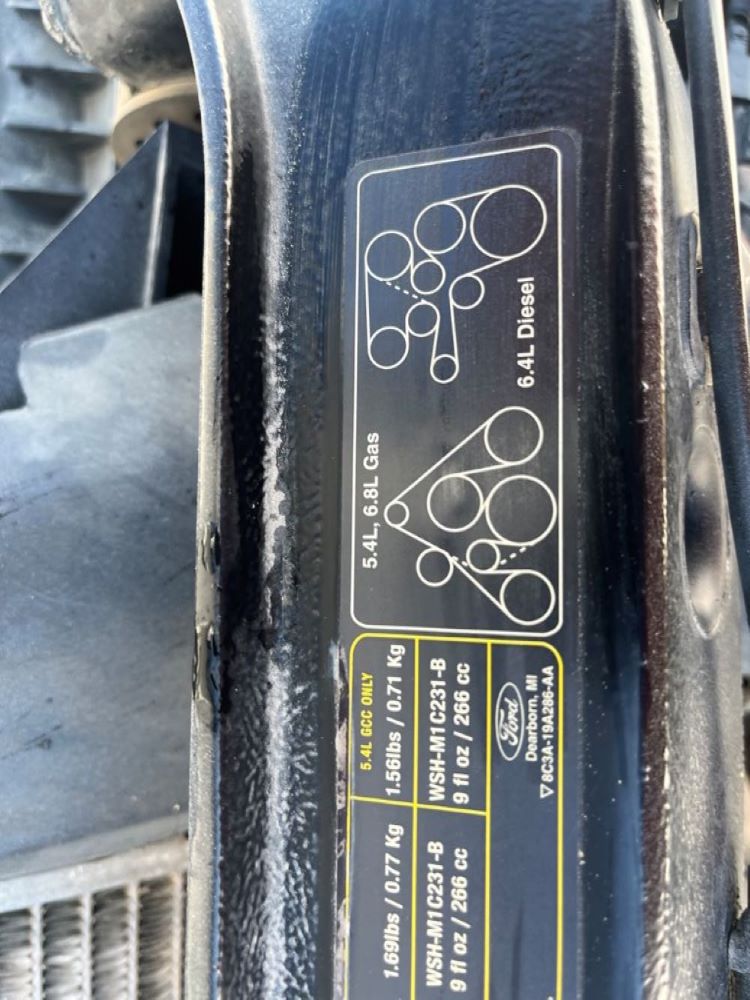 1.69lbs / 0.77 Kg
WSH-M1C231-B
9 fl oz / 266 cc
5.4L GCC ONLY
1.56lbs / 0.71 Kg
WSH-M1C231-B
9 fl oz / 266 cc
Ford
Dearborn, MI
▽8C3A-19A286-AA
5.4L, 6.8L Gas
6.4L Diesel